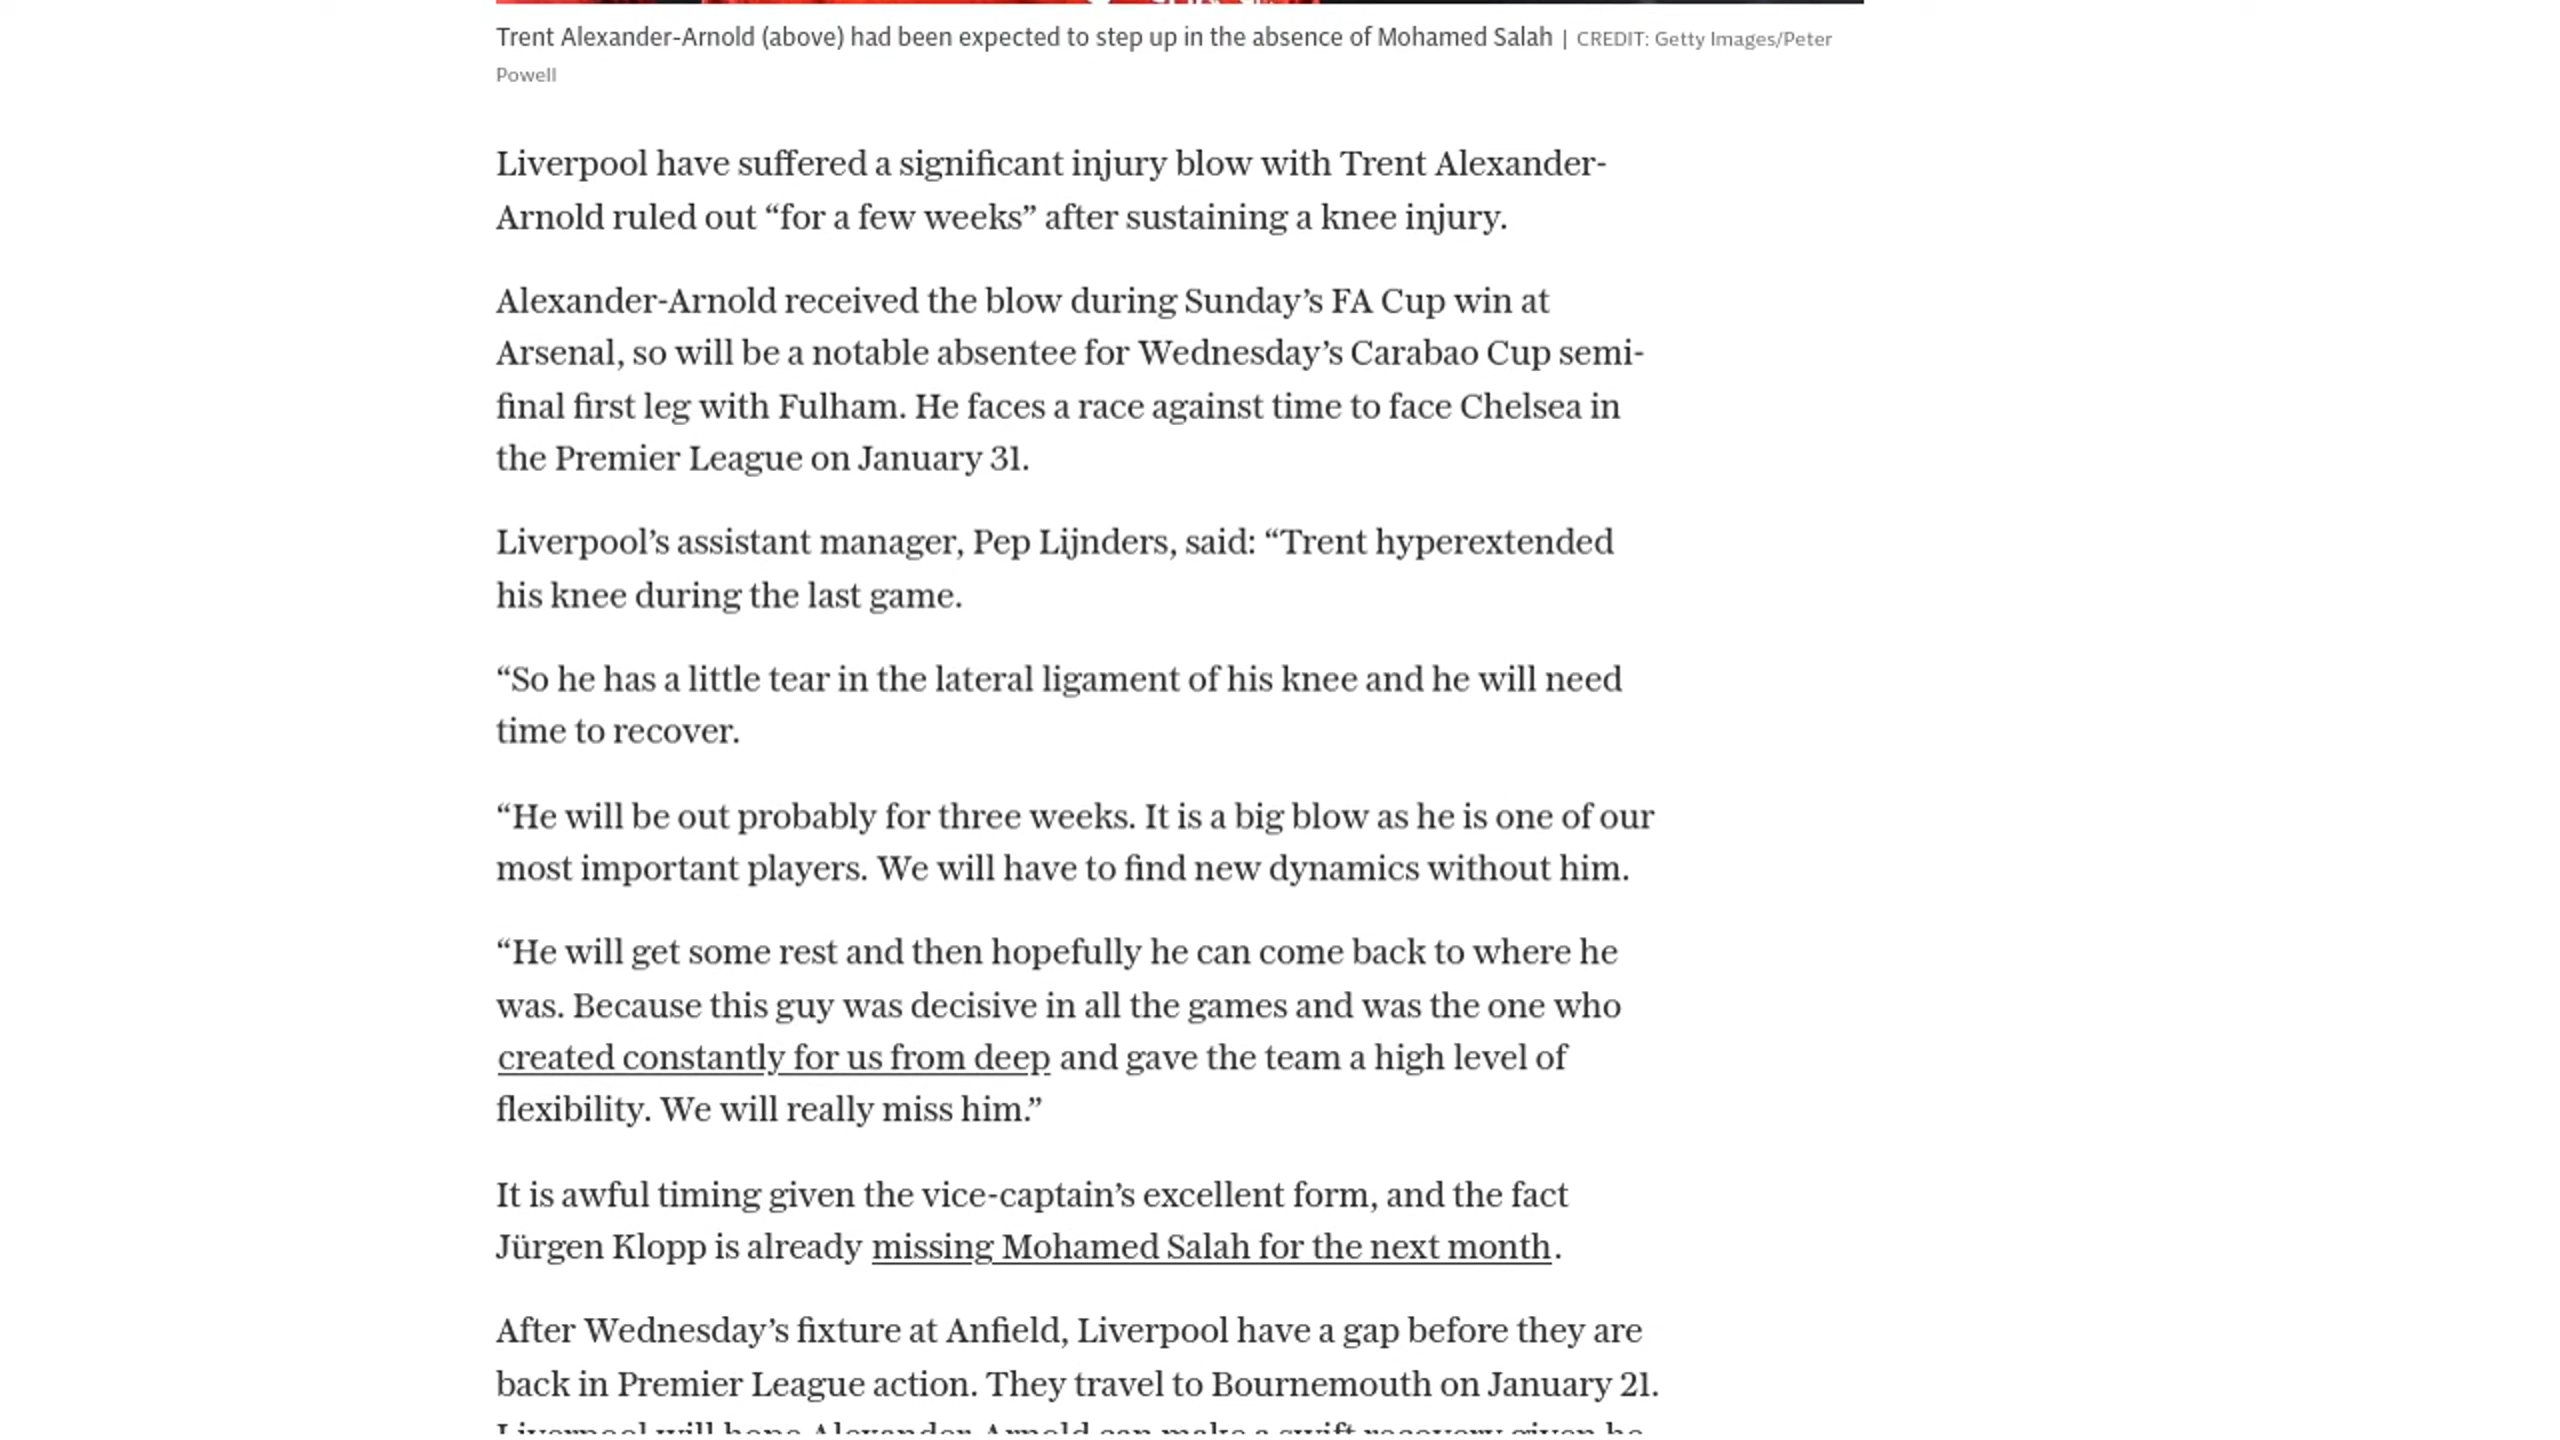 Trent Alexander-Arnold (above) had been expected to step up in the absence of Mohamed Salah | CREDIT: Getty Images/Peter
Powell
Liverpool have suffered a significant injury blow with Trent Alexander-
Arnold ruled out “for a few weeks” after sustaining a knee injury.
Alexander-Arnold received the blow during Sunday’s FA Cup win at
Arsenal, so will be a notable absentee for Wednesday’s Carabao Cup semi-
final first leg with Fulham. He faces a race against time to face Chelsea in
the Premier League on January 31.
Liverpool’s assistant manager, Pep Lijnders, said: “Trent hyperextended
his knee during the last game.
“So he has a little tear in the lateral ligament of his knee and he will need
time to recover.
“He will be out probably for three weeks. It is a big blow as he is one of our
most important players. We will have to find new dynamics without him.
“He will get some rest and then hopefully he can come back to where he
was. Because this guy was decisive in all the games and was the one who
created constantly for us from deep and gave the team a high level of
flexibility. We will really miss him.”
It is awful timing given the vice-captain’s excellent form, and the fact
Jürgen Klopp is already missing Mohamed Salah for the next month.
After Wednesday’s fixture at Anfield, Liverpool have a gap before they are
back in Premier League action. They travel to Bournemouth on January 21.
Liverpool will hope Alexander-Arnold can make a swift recovery given he